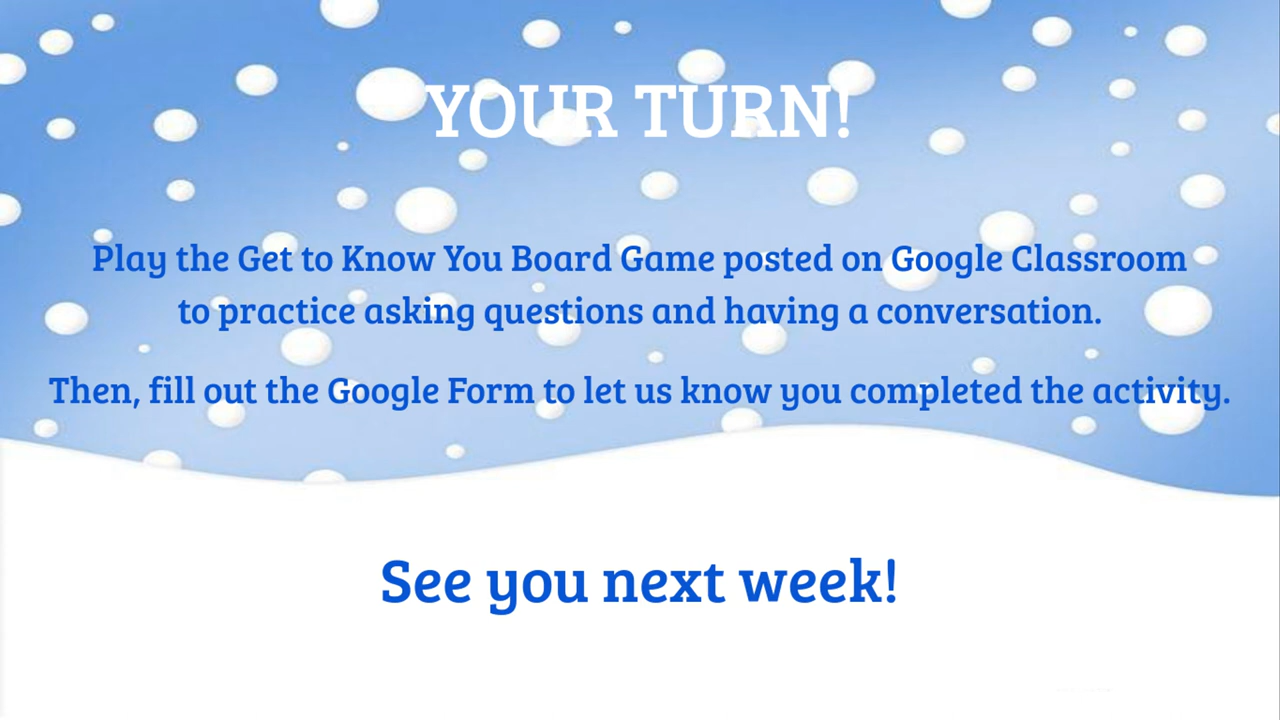 YOUR TURN!
Play the Get to Know You Board Game posted on Google Classroom
to practice asking questions and having a conversation.
Then, fill out the Google Form to let us know you completed the activity.
See you next week!